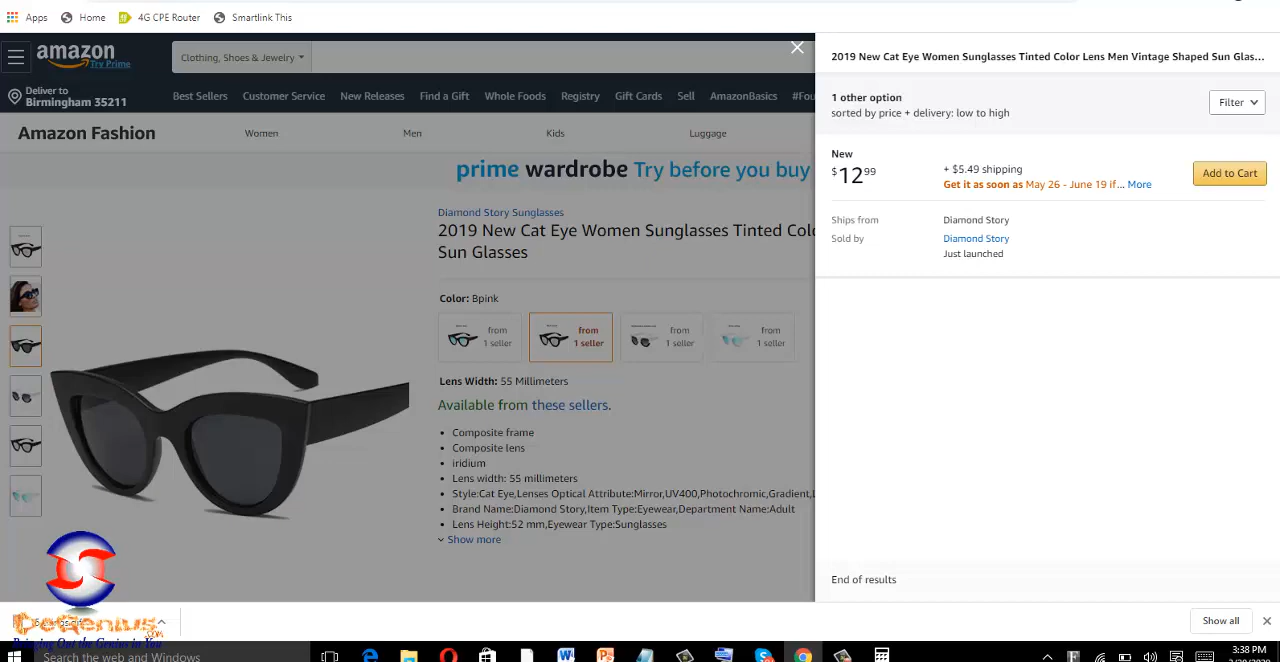 Apps Home 4G CPE Router Smartlink This
amazon
Try Prime
Clothing, Shoes & Jewelry
Deliver to
Birmingham 35211
Best Sellers Customer Service New Releases Find a Gift Whole Foods Registry Gift Cards Sell AmazonBasics #Fou
Amazon Fashion Women Men Kids Luggage
prime wardrobe Try before you buy
Diamond Story Sunglasses
2019 New Cat Eye Women Sunglasses Tinted Colo
Sun Glasses
Color: Bpink
from
1 seller
from
1 seller
from
1 seller
from
1 seller
Lens Width: 55 Millimeters
Available from these sellers.
• Composite frame
• Composite lens
• iridium
• Lens width: 55 millimeters
• Style:Cat Eye,Lenses Optical Attribute:Mirror,UV400,Photochromic,Gradient,
• Brand Name:Diamond Story,Item Type:Eyewear,Department Name:Adult
• Lens Height:52 mm,Eyewear Type:Sunglasses
Show more
2019 New Cat Eye Women Sunglasses Tinted Color Lens Men Vintage Shaped Sun Glas...
1 other option
sorted by price + delivery: low to high
Filter
New
$12.99
+ $5.49 shipping
Get it as soon as May 26 - June 19 if... More
Add to Cart
Ships from Diamond Story
Sold by Diamond Story
Just launched
End of results
DeGenius
.COM
Bringing Out the Genius in You
Show all
Search the web and Windows
3:38 PM